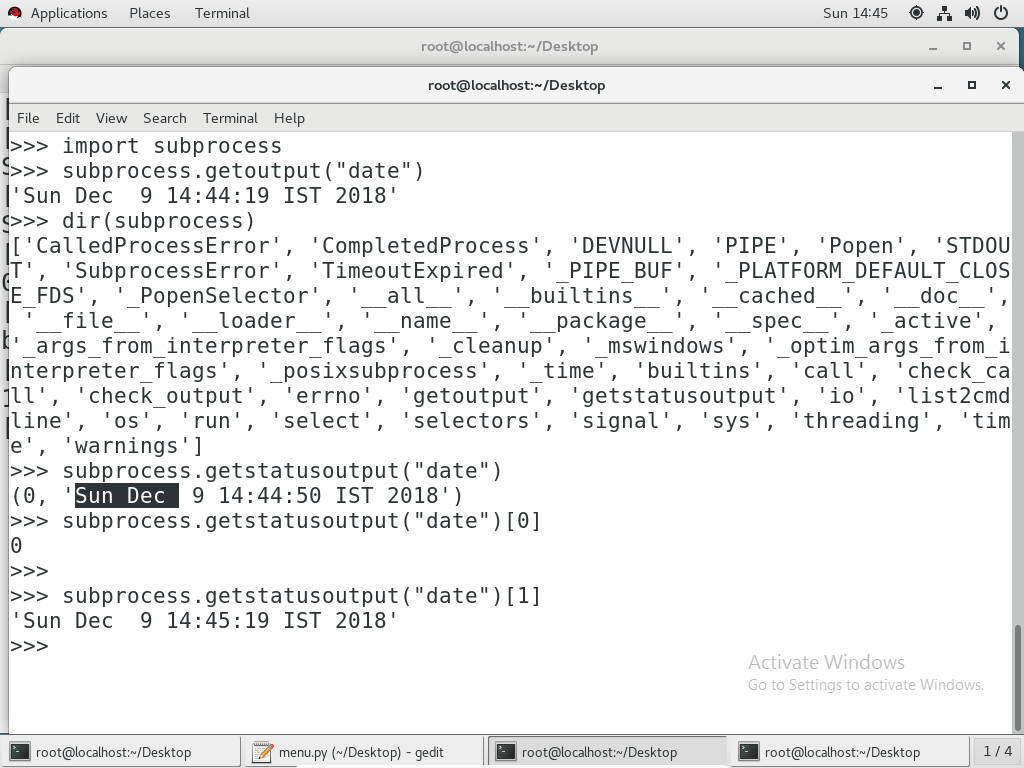 Applications Places Terminal Sun 14:45
root@localhost:~/Desktop
root@localhost:~/Desktop
File Edit View Search Terminal Help
>>> import subprocess
>>> subprocess.getoutput("date")
'Sun Dec  9 14:44:19 IST 2018'
>>> dir(subprocess)
['CalledProcessError', 'CompletedProcess', 'DEVNULL', 'PIPE', 'Popen', 'STDOU
T', 'SubprocessError', 'TimeoutExpired', '_PIPE_BUF', '_PLATFORM_DEFAULT_CLOS
E_FDS', '_PopenSelector', '__all__', '__builtins__', '__cached__', '__doc__',
 '__file__', '__loader__', '__name__', '__package__', '__spec__', '_active',
'_args_from_interpreter_flags', '_cleanup', '_mswindows', '_optim_args_from_i
nterpreter_flags', '_posixsubprocess', '_time', 'builtins', 'call', 'check_ca
ll', 'check_output', 'errno', 'getoutput', 'getstatusoutput', 'io', 'list2cmd
line', 'os', 'run', 'select', 'selectors', 'signal', 'sys', 'threading', 'tim
e', 'warnings']
>>> subprocess.getstatusoutput("date")
(0, 'Sun Dec  9 14:44:50 IST 2018')
>>> subprocess.getstatusoutput("date")[0]
0
>>>
>>> subprocess.getstatusoutput("date")[1]
'Sun Dec  9 14:45:19 IST 2018'
>>>
Activate Windows
Go to Settings to activate Windows.
root@localhost:~/Desktop menu.py (~/Desktop) - gedit root@localhost:~/Desktop root@localhost:~/Desktop 1 / 4